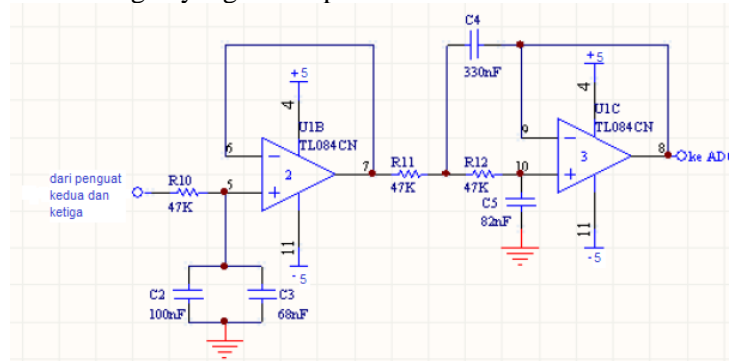 C4
330nF
+5
4
U1B
TL084CN
6
7
2
5
dari penguat
kedua dan
ketiga
R10
47K
11
-5
C2
100nF
C3
68nF
R11
47K
R12
47K
+5
4
U1C
TL084CN
9
8
3
10
ke AD
C5
82nF
11
-5